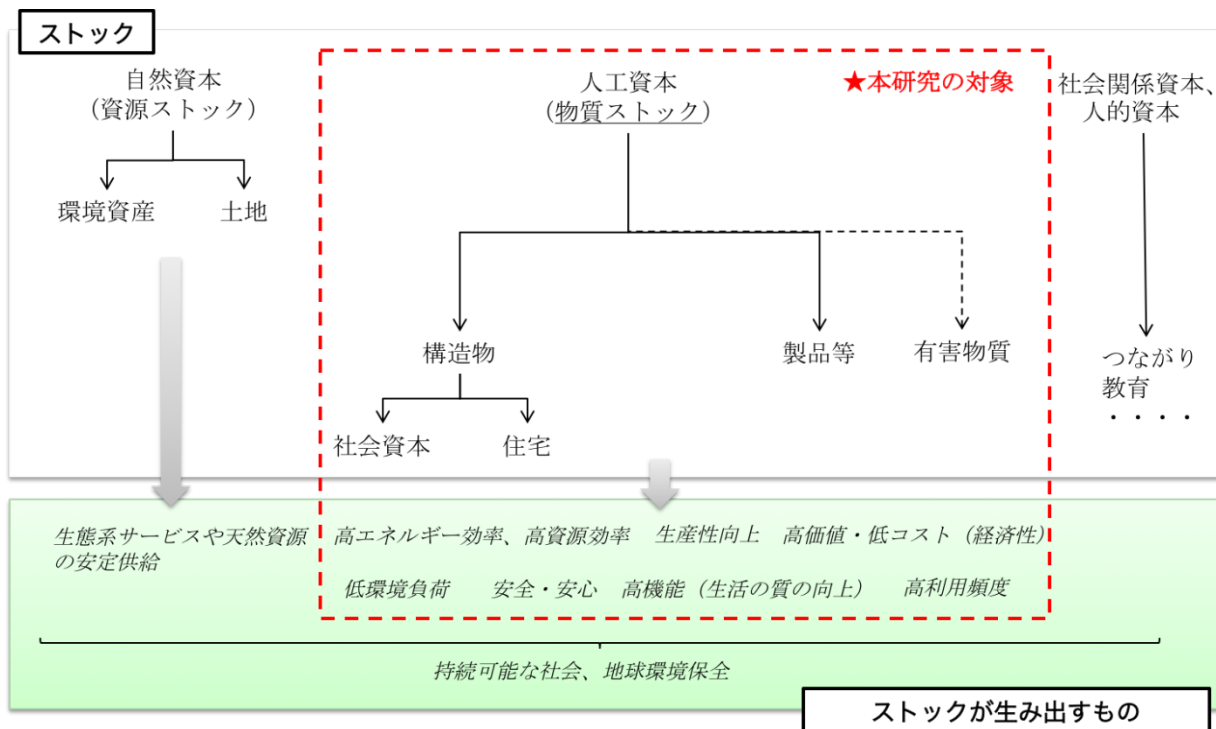 ストック
自然資本
（資源ストック）
環境資産
土地
人工資本
（物質ストック）
★本研究の対象
構造物
製品等
有害物質
社会資本
住宅
社会関係資本、
人的資本
つながり
教育
・・・・
生態系サービスや天然資源
の安定供給
高エネルギー効率、高資源効率
生産性向上
高価値・低コスト（経済性）
低環境負荷
安全・安心
高機能（生活の質の向上）
高利用頻度
持続可能な社会、地球環境保全
ストックが生み出すもの